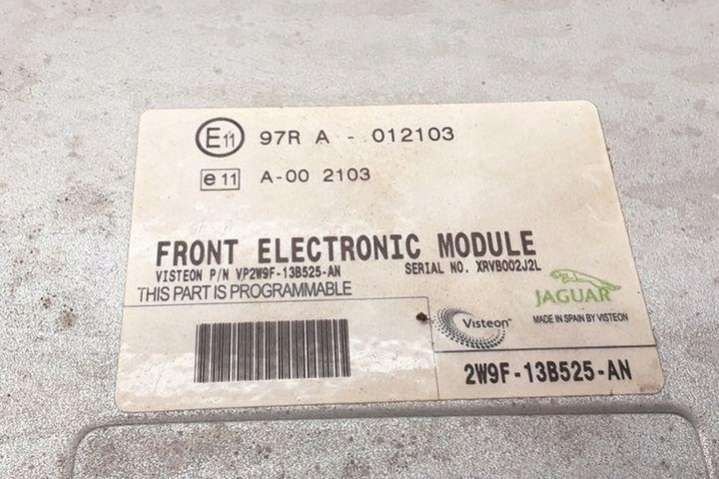 E11 97R A - 012103
e11 A-00 2103
FRONT ELECTRONIC MODULE
VISTEON P/N VP2W9F-13B525-AN SERIAL NO. XRVB002J2L
THIS PART IS PROGRAMMABLE
JAGUAR
Visteon MADE IN SPAIN BY VISTEON
2W9F-13B525-AN